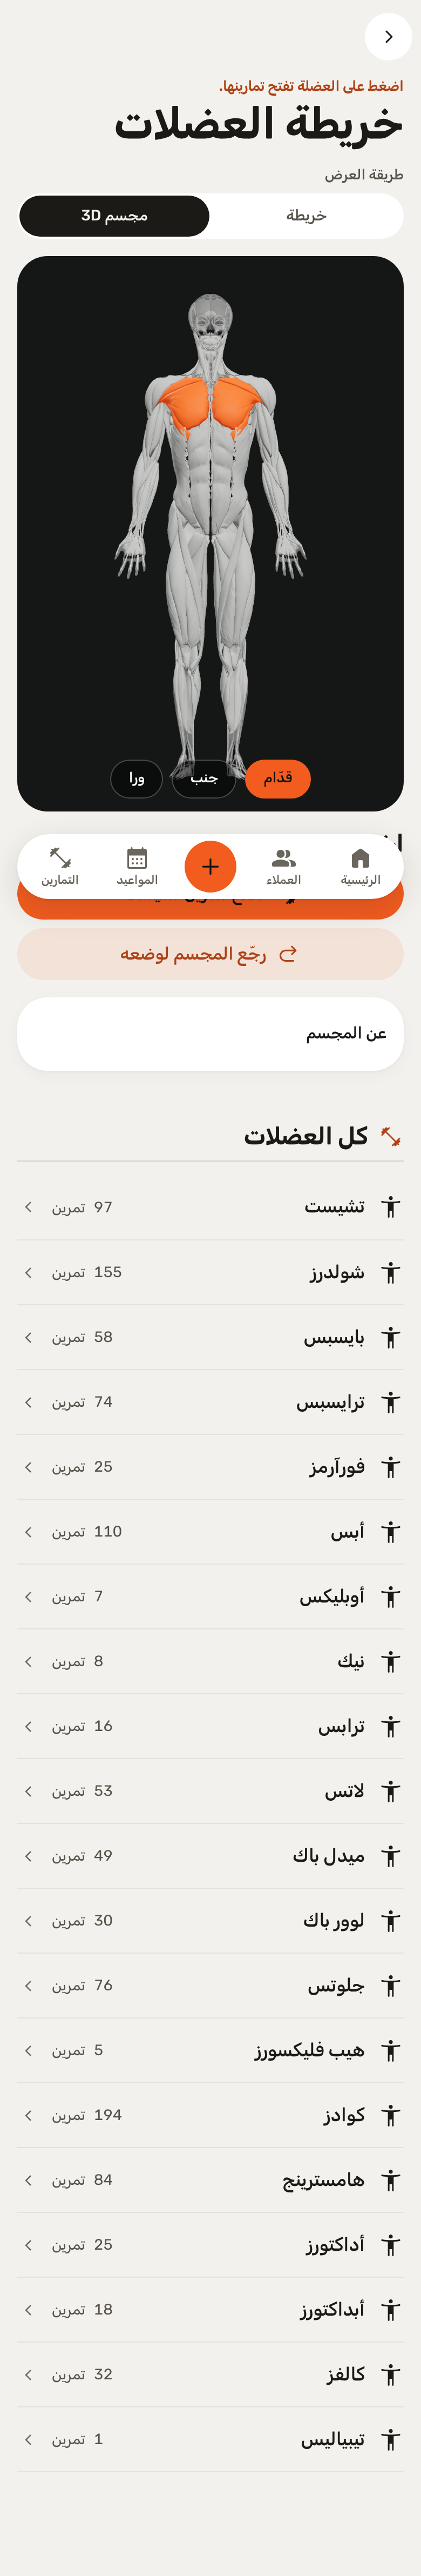 اضغط على العضلة تفتح تمارينها.
خريطة العضلات
طريقة العرض
خريطة
مجسم 3D
قدّام
جنب
ورا
الرئيسية
العملاء
المواعيد
التمارين
رجّع المجسم لوضعه
عن المجسم
كل العضلات
تشيست 97 تمرين
شولدرز 155 تمرين
بايسبس 58 تمرين
ترايسبس 74 تمرين
فورآرمز 25 تمرين
أبس 110 تمرين
أوبليكس 7 تمرين
نيك 8 تمرين
ترابس 16 تمرين
لاتس 53 تمرين
ميدل باك 49 تمرين
لوور باك 30 تمرين
جلوتس 76 تمرين
هيب فليكسورز 5 تمرين
كوادز 194 تمرين
هامسترينج 84 تمرين
أداكتورز 25 تمرين
أبداكتورز 18 تمرين
كالفز 32 تمرين
تيبياليس 1 تمرين